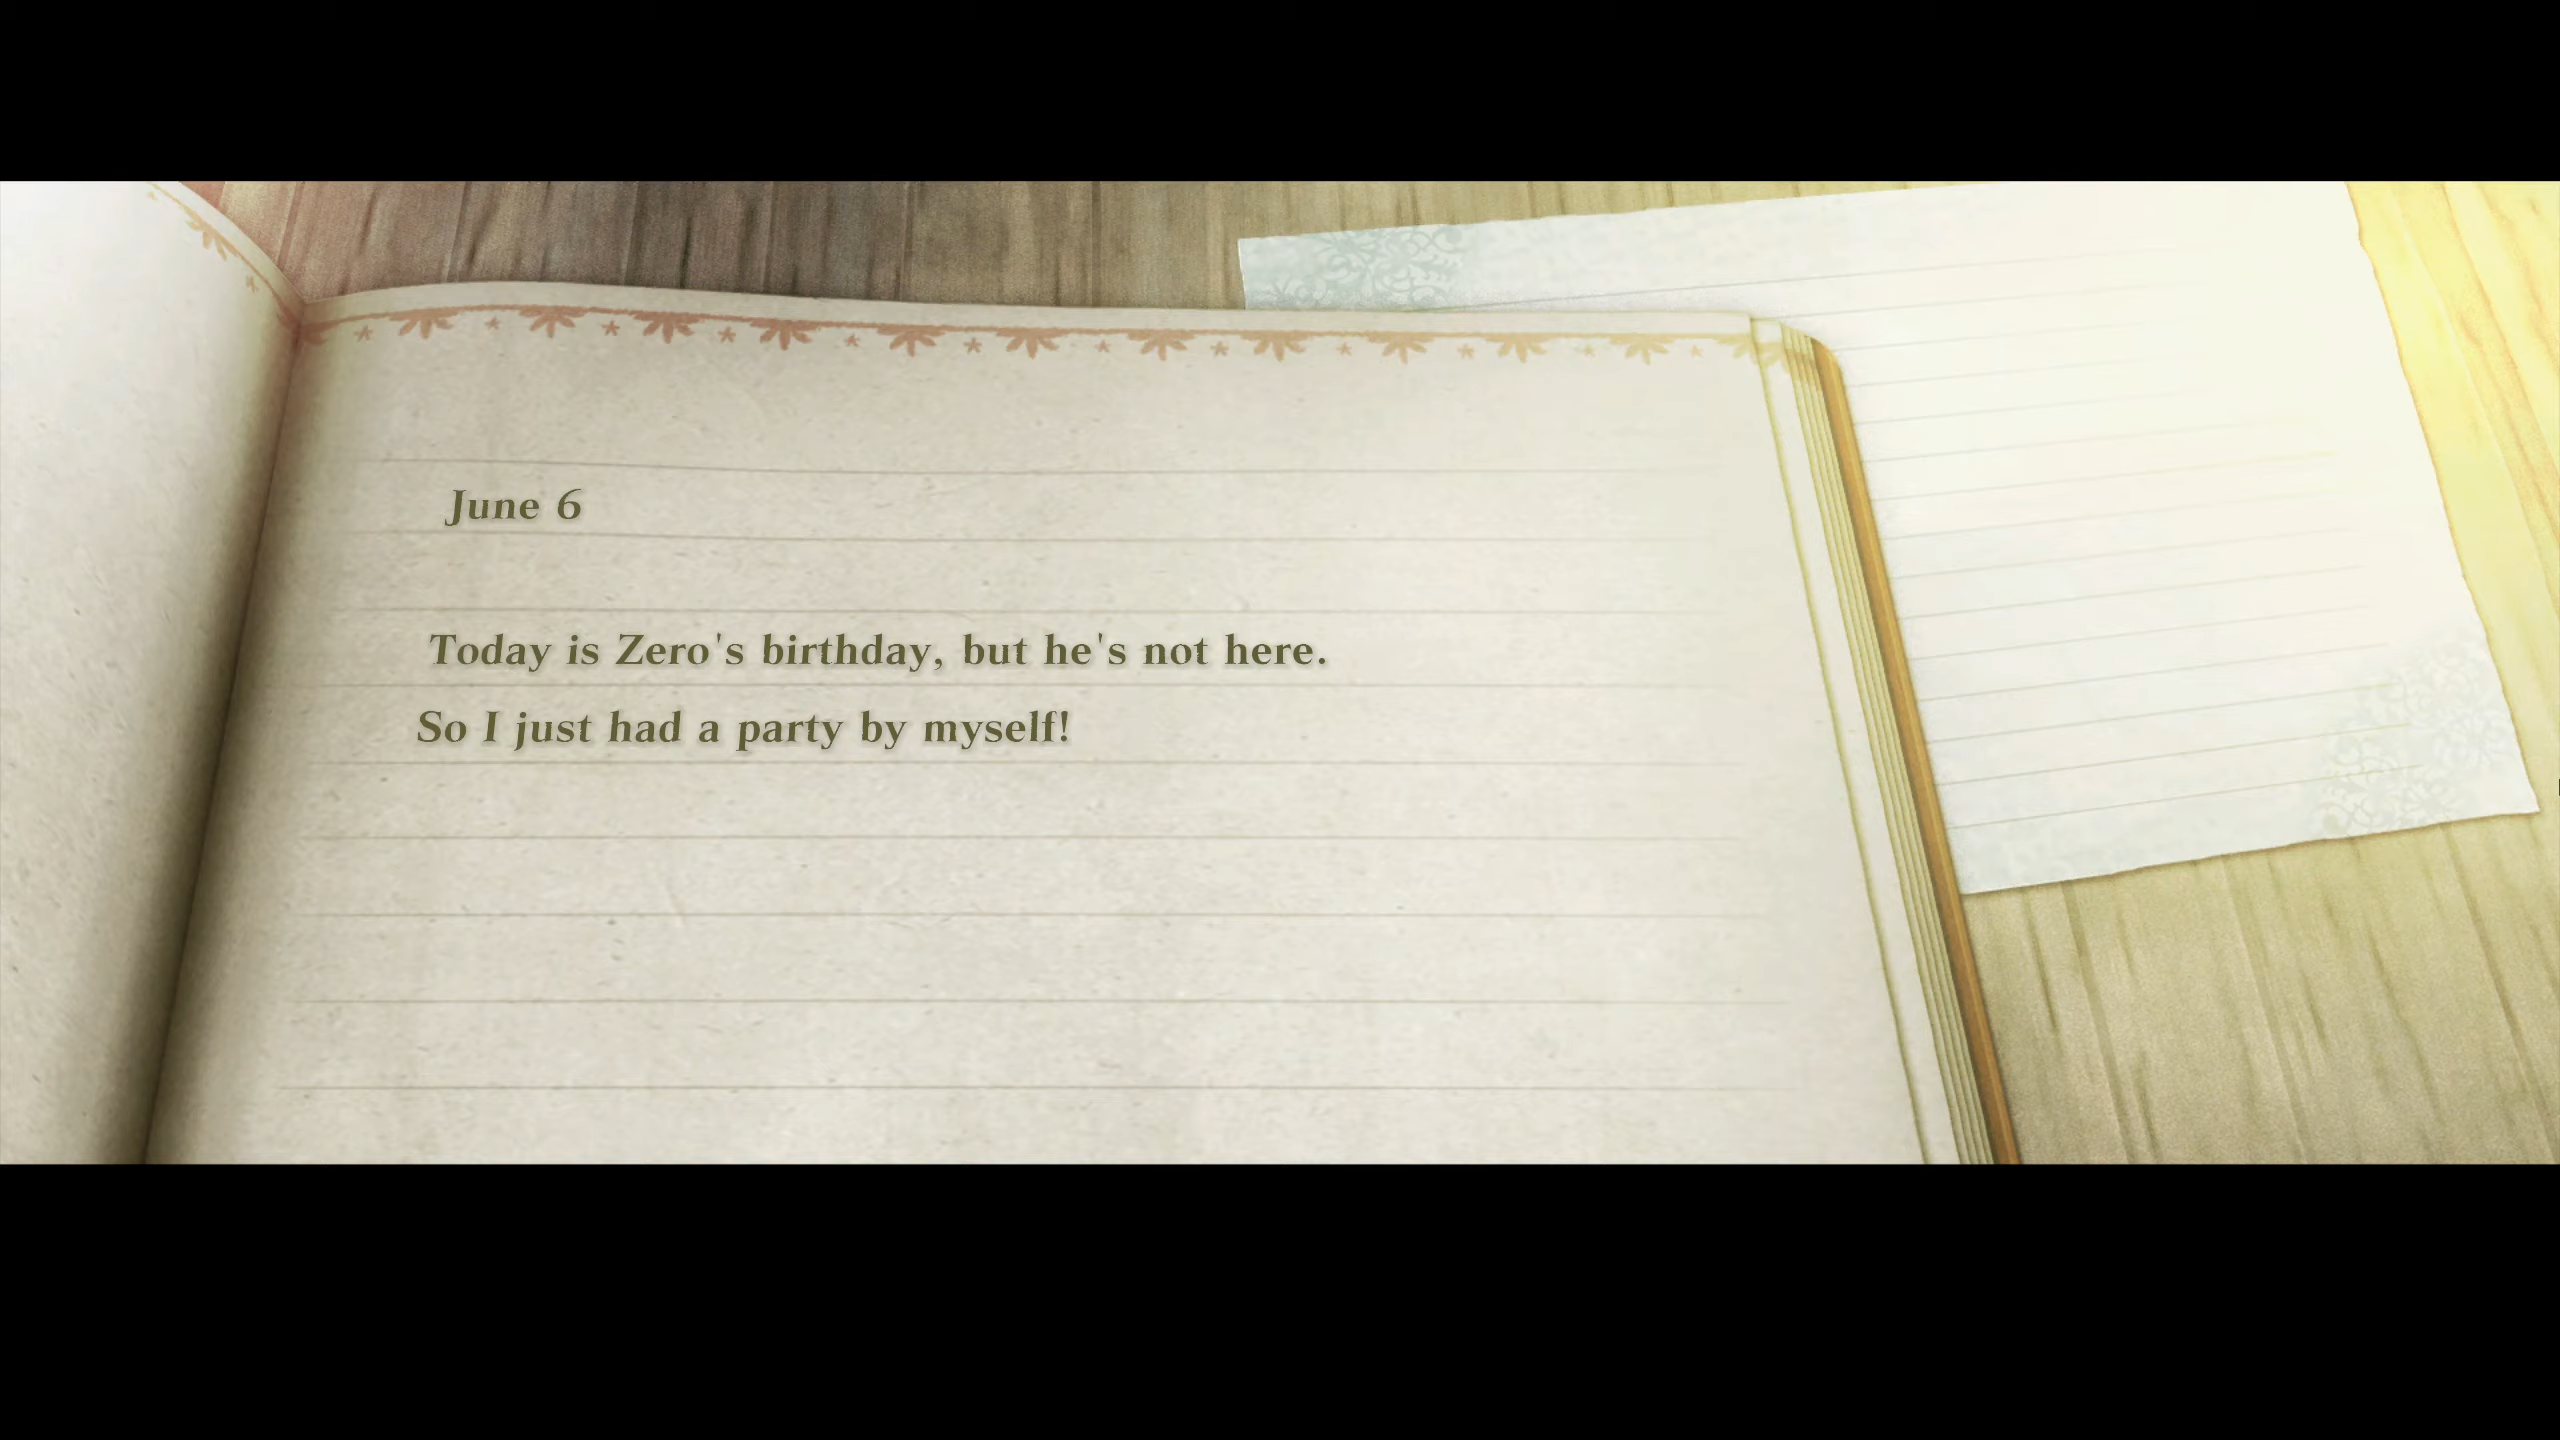 June 6
Today is Zero's birthday, but he's not here.
So I just had a party by myself!